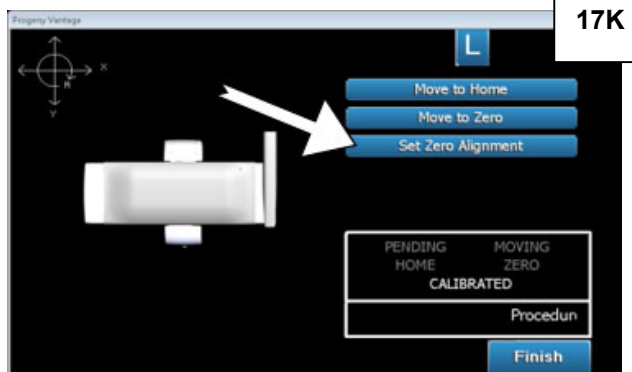 Progeny Vantage
17K
X
R
Y
L
Move to Home
Move to Zero
Set Zero Alignment
PENDING MOVING
HOME ZERO
CALIBRATED
Procedun
Finish